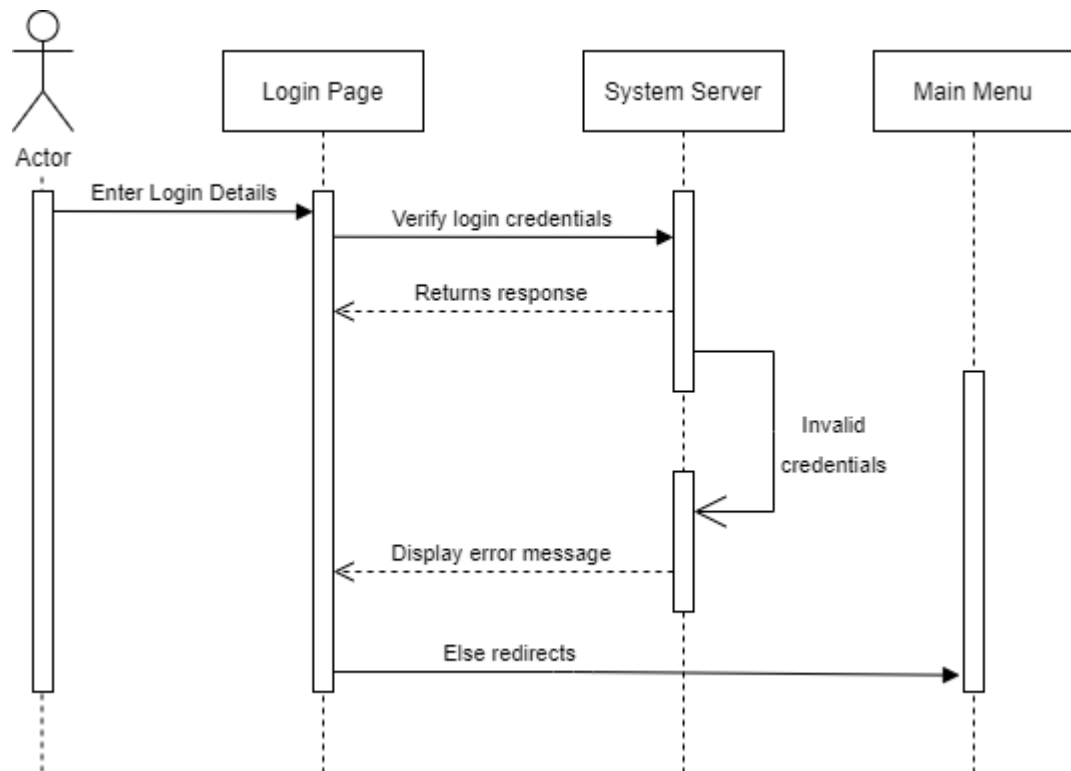 Login Page
System Server
Main Menu
Actor
Enter Login Details
Verify login credentials
Returns response
Invalid
credentials
Display error message
Else redirects